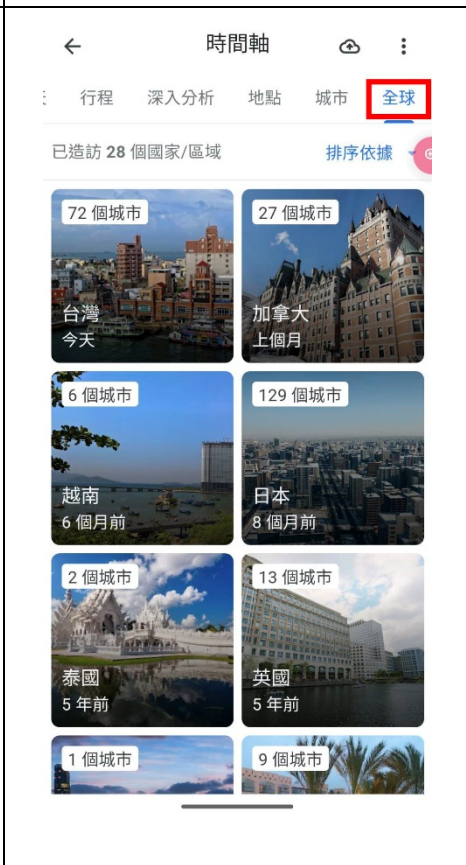 時間軸
行程 深入分析 地點 城市 全球
已造訪 28 個國家/區域 排序依據
72 個城市 27 個城市
台灣 加拿大
今天 上個月
6 個城市 129 個城市
越南 日本
6 個月前 8 個月前
2 個城市 13 個城市
泰國 英國
5 年前 5 年前
1 個城市 9 個城市